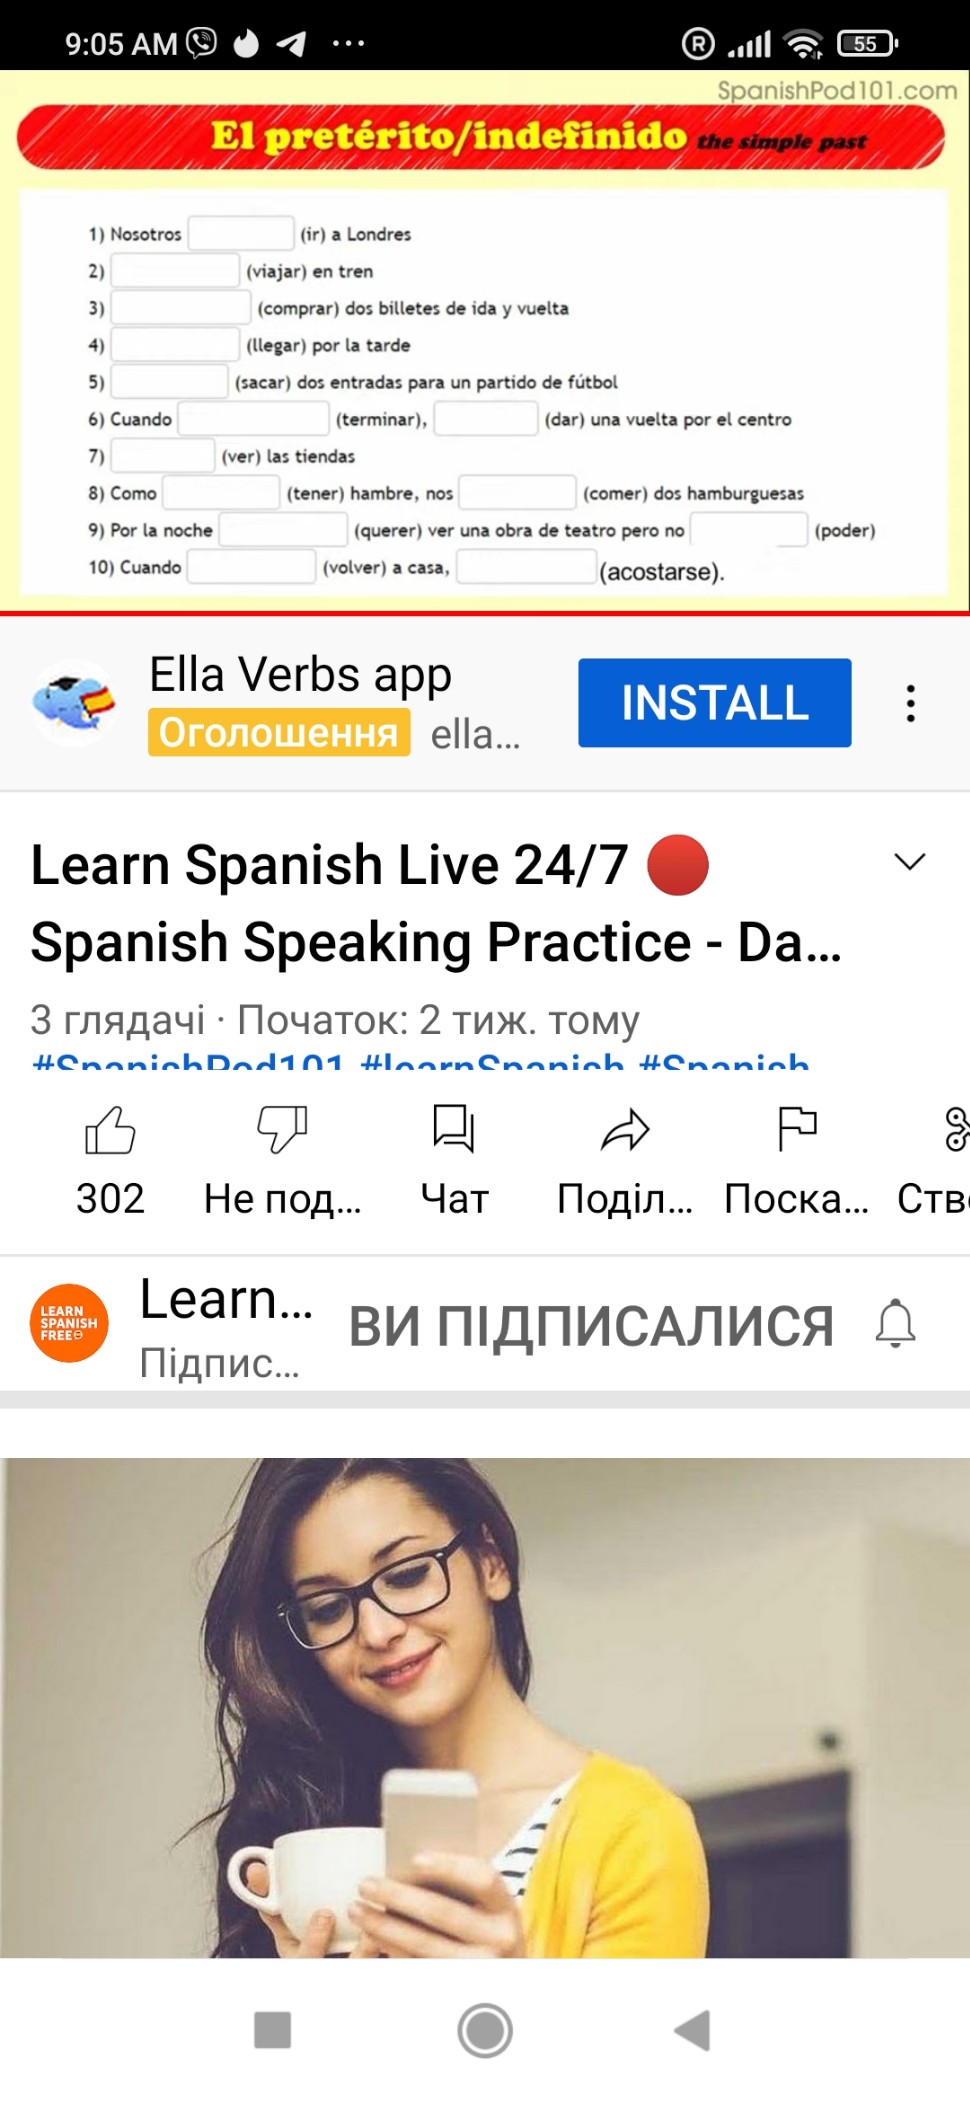 9:05 AM ... R 55
SpanishPod101.com
El pretérito/indefinido the simple past
1) Nosotros (ir) a Londres
2) (viajar) en tren
3) (comprar) dos billetes de ida y vuelta
4) (llegar) por la tarde
5) (sacar) dos entradas para un partido de fútbol
6) Cuando (terminar), (dar) una vuelta por el centro
7) (ver) las tiendas
8) Como (tener) hambre, nos (comer) dos hamburguesas
9) Por la noche (querer) ver una obra de teatro pero no (poder)
10) Cuando (volver) a casa, (acostarse).
Ella Verbs app
Оголошення ella...
INSTALL
Learn Spanish Live 24/7 🔴
Spanish Speaking Practice - Da...
3 глядачі · Початок: 2 тиж. тому
#SpanishPod101 #learnSpanish #Spanish
302 Не под... Чат Поділ... Поска... Ств
LEARN
SPANISH
FREE
Learn...
Підпис...
ВИ ПІДПИСАЛИСЯ